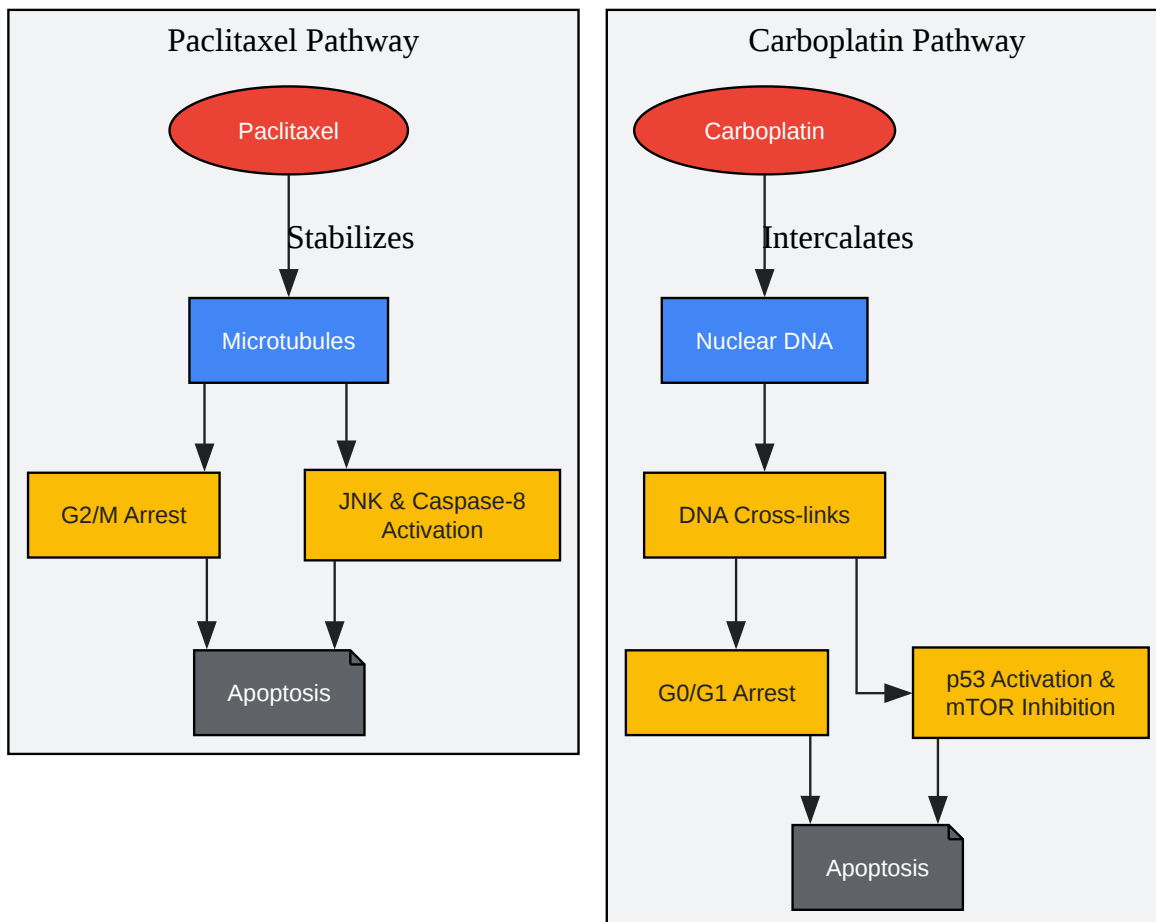 Paclitaxel Pathway
Paclitaxel
Stabilizes
Microtubules
G2/M Arrest
JNK & Caspase-8
Activation
Apoptosis
Carboplatin Pathway
Carboplatin
Intercalates
Nuclear DNA
DNA Cross-links
G0/G1 Arrest
p53 Activation &
mTOR Inhibition
Apoptosis